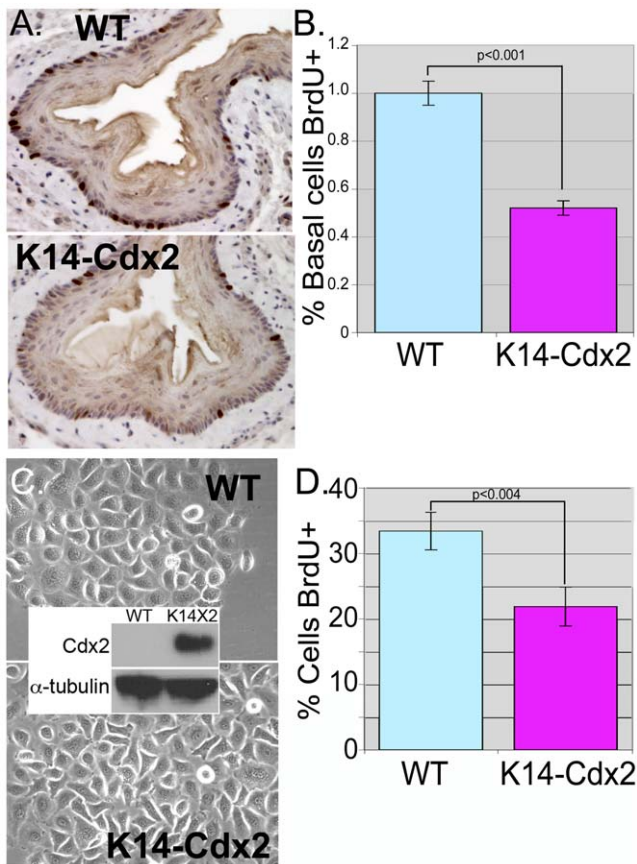 A.
WT
K14-Cdx2
B.
% Basal cells BrdU+
1.2
1.0
0.8
0.6
0.4
0.2
0
p<0.001
WT
K14-Cdx2
C.
WT
WT K14X2
Cdx2
α-tubulin
K14-Cdx2
D.
% Cells BrdU+
40
30
20
10
0
p<0.004
WT
K14-Cdx2